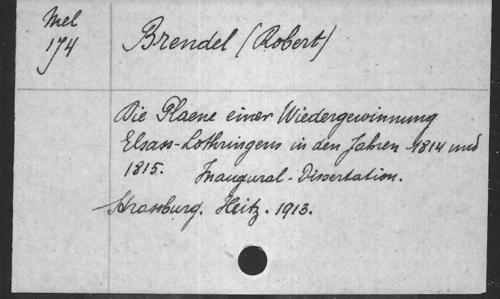 Mel
174
Brendel (Robert)
Die Plaene einer Wiedergewinnung
Elsass-Lothringens in den Jahren 1814 und
1815. Inaugural-Dissertation.
Strassburg. Heitz. 1913.